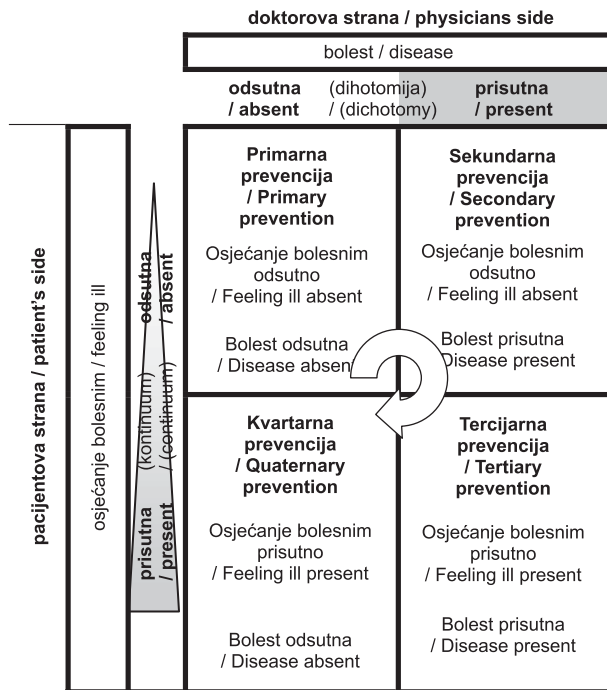 doktorova strana / physicians side
bolest / disease
odsutna
/ absent
(dihotomija)
/ (dichotomy)
prisutna
/ present
pacijentova strana / patient's side
osjećanje bolesnim / feeling ill
odsutna
/ absent
(kontinuum)
/ (continuum)
prisutna
/ present
Primarna
prevencija
/ Primary
prevention
Osjećanje bolesnim
odsutno
/ Feeling ill absent
Bolest odsutna
/ Disease absent
Sekundarna
prevencija
/ Secondary
prevention
Osjećanje bolesnim
odsutno
/ Feeling ill absent
Bolest prisutna
/ Disease present
Kvartarna
prevencija
/ Quaternary
prevention
Osjećanje bolesnim
prisutno
/ Feeling ill present
Bolest odsutna
/ Disease absent
Tercijarna
prevencija
/ Tertiary
prevention
Osjećanje bolesnim
prisutno
/ Feeling ill present
Bolest prisutna
/ Disease present